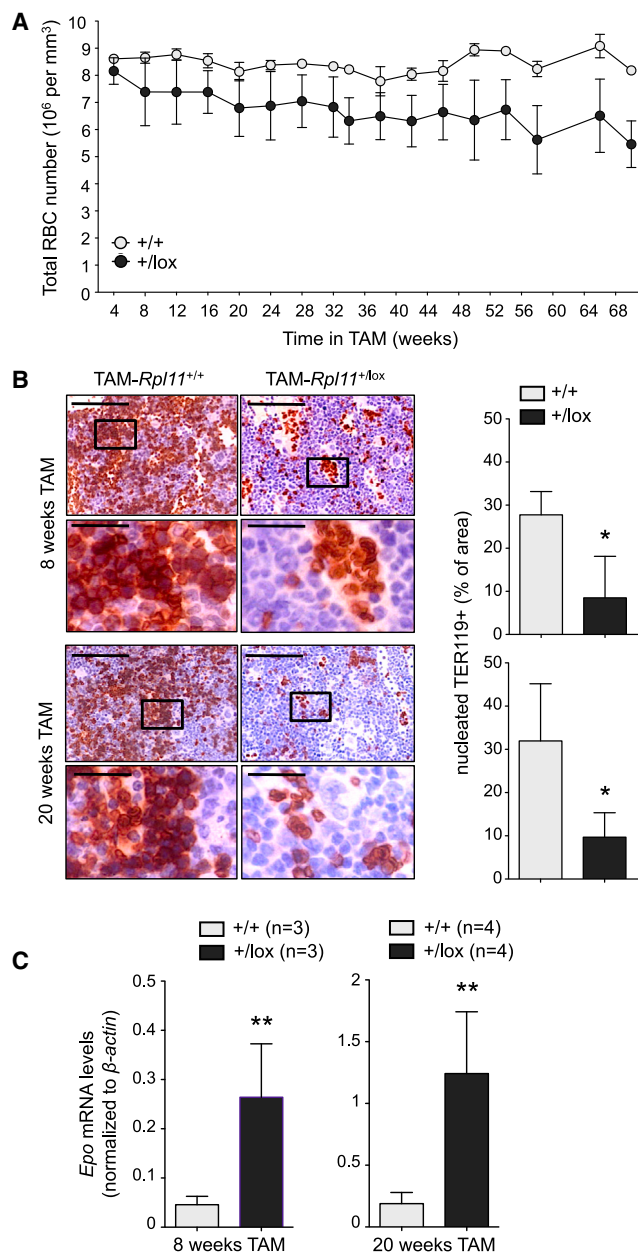 A
Total RBC number (10⁶ per mm³)
10
9
8
7
6
5
4
3
2
1
0
+/+
+/lox
4 8 12 16 20 24 28 32 36 40 44 48 52 56 60 64 68
Time in TAM (weeks)
B
TAM-Rpl11+/+
TAM-Rpl11+/lox
8 weeks TAM
20 weeks TAM
+/+
+/lox
nucleated TER119+ (% of area)
50
40
30
20
10
0
*
50
40
30
20
10
0
*
+/+ (n=3)
+/lox (n=3)
+/+ (n=4)
+/lox (n=4)
C
Epo mRNA levels
(normalized to β-actin)
0.5
0.4
0.3
0.2
0.1
0
**
8 weeks TAM
2
1.5
1
0.5
0
**
20 weeks TAM